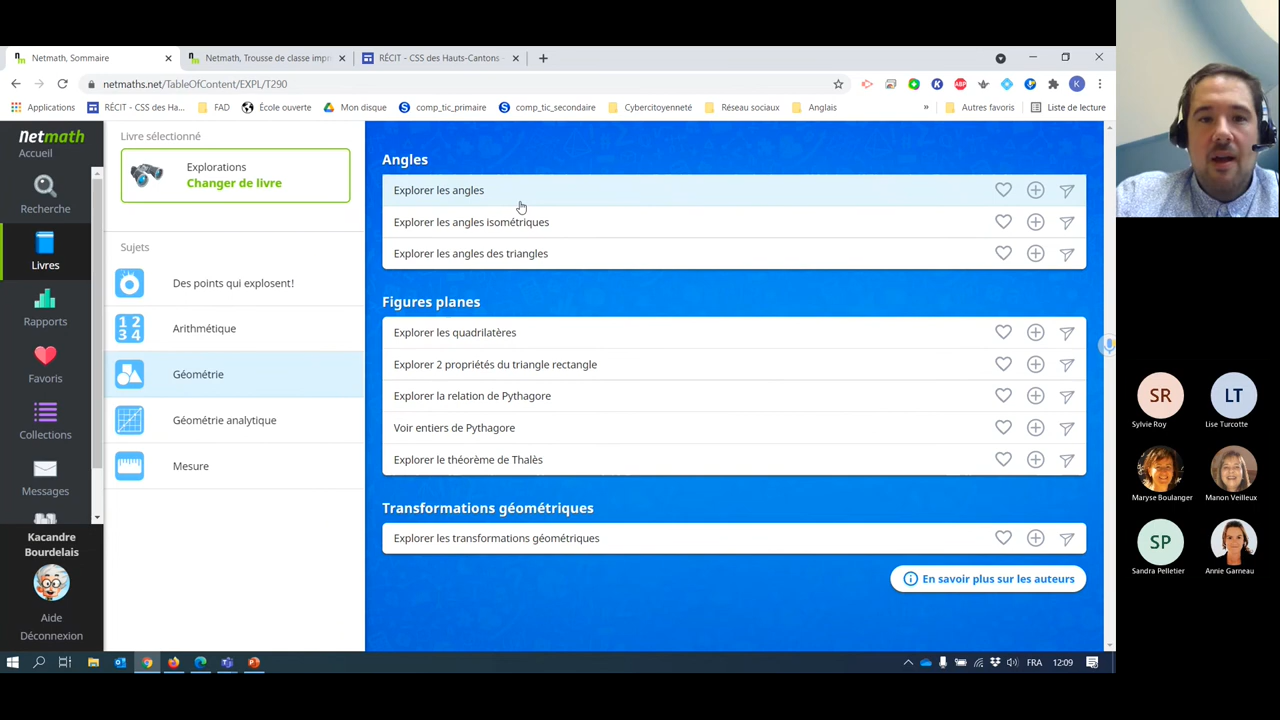 Netmath, Sommaire
Netmath, Trousse de classe impr
RÉCIT - CSS des Hauts-Cantons
netmaths.net/TableOfContent/EXPL/T290
Applications
RÉCIT - CSS des Ha...
FAD
École ouverte
Mon disque
comp_tic_primaire
comp_tic_secondaire
Cybercitoyenneté
Réseau sociaux
Anglais
»
Autres favoris
Liste de lecture
netmath
Accueil
Recherche
Livres
Rapports
Favoris
Collections
Messages
Kacandre
Bourdelais
Aide
Déconnexion
Livre sélectionné
Explorations
Changer de livre
Sujets
Des points qui explosent!
1 2
3 4
Arithmétique
Géométrie
Géométrie analytique
Mesure
Angles
Explorer les angles
Explorer les angles isométriques
Explorer les angles des triangles
Figures planes
Explorer les quadrilatères
Explorer 2 propriétés du triangle rectangle
Explorer la relation de Pythagore
Voir entiers de Pythagore
Explorer le théorème de Thalès
Transformations géométriques
Explorer les transformations géométriques
En savoir plus sur les auteurs
FRA
12:09
SR
Sylvie Roy
LT
Lise Turcotte
Maryse Boulanger
Manon Veilleux
SP
Sandra Pelletier
Annie Garneau